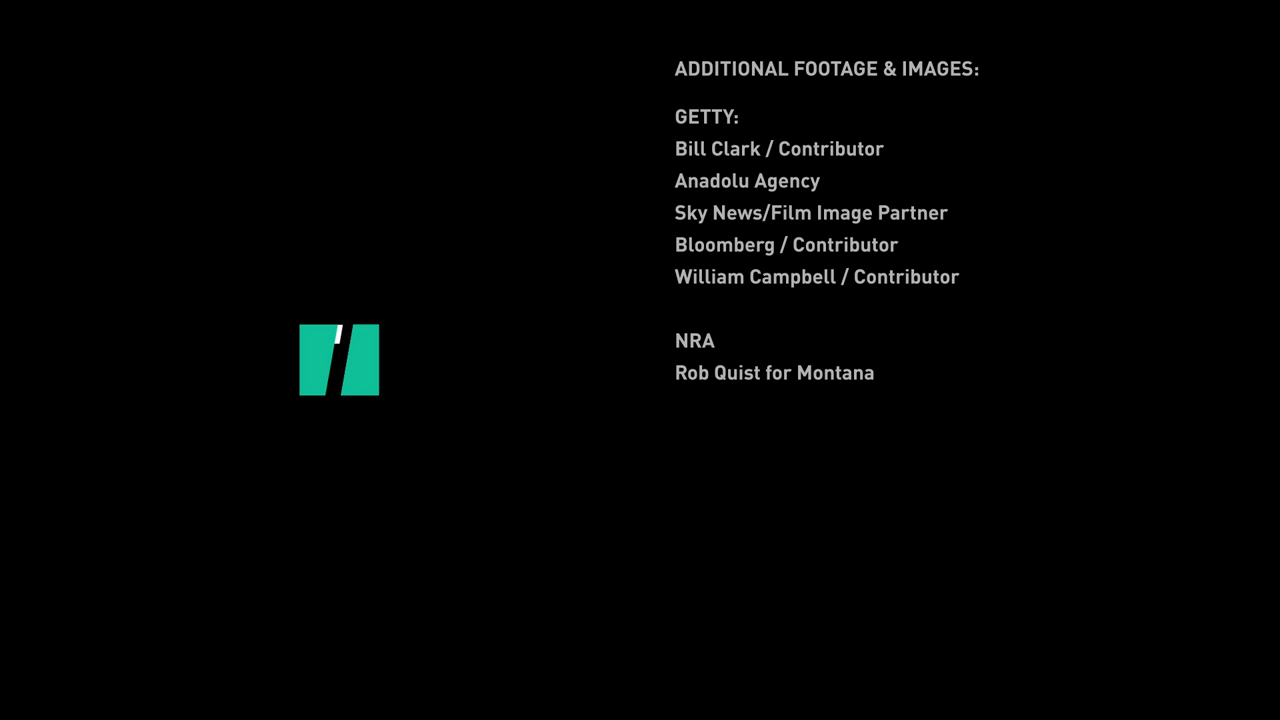 ADDITIONAL FOOTAGE & IMAGES:
GETTY:
Bill Clark / Contributor
Anadolu Agency
Sky News/Film Image Partner
Bloomberg / Contributor
William Campbell / Contributor
NRA
Rob Quist for Montana